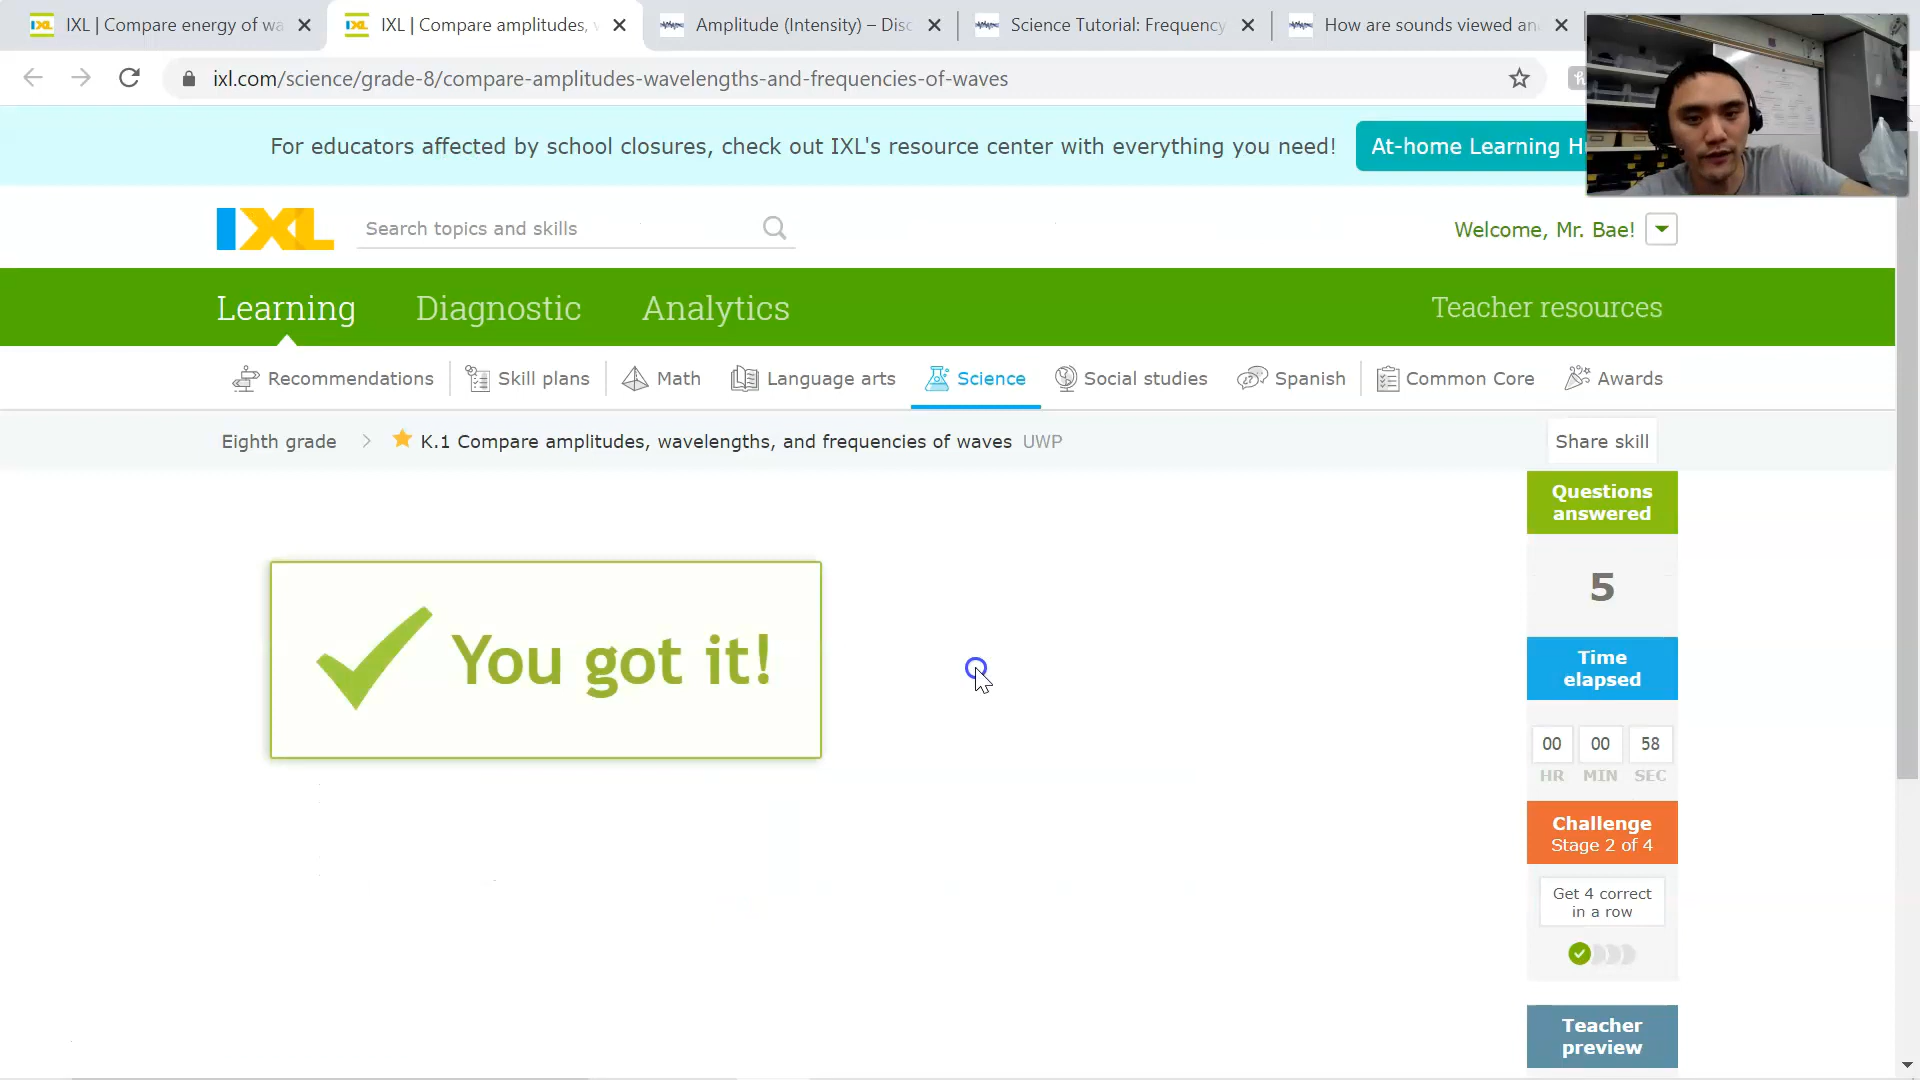 IXL | Compare energy of wa
IXL | Compare amplitudes,
Amplitude (Intensity) – Disc
Science Tutorial: Frequency
How are sounds viewed an
ixl.com/science/grade-8/compare-amplitudes-wavelengths-and-frequencies-of-waves
For educators affected by school closures, check out IXL's resource center with everything you need!
At-home Learning H
IXL
Search topics and skills
Welcome, Mr. Bae!
Learning
Diagnostic
Analytics
Teacher resources
Recommendations
Skill plans
Math
Language arts
Science
Social studies
Spanish
Common Core
Awards
Eighth grade
K.1 Compare amplitudes, wavelengths, and frequencies of waves UWP
Share skill
Questions
answered
5
You got it!
Time
elapsed
00 00 58
HR MIN SEC
Challenge
Stage 2 of 4
Get 4 correct
in a row
Teacher
preview